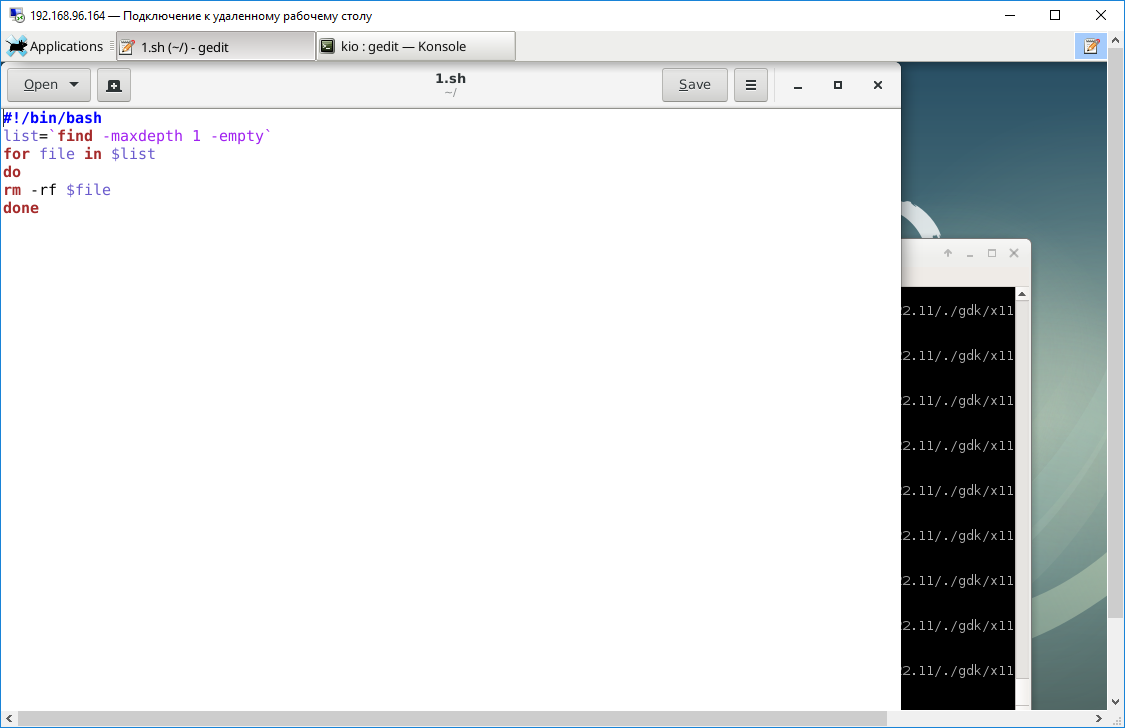 192.168.96.164 — Подключение к удаленному рабочему столу
Applications
1.sh (~/) - gedit
kio : gedit — Konsole
Open
1.sh
~/
Save
#!/bin/bash
list=`find -maxdepth 1 -empty`
for file in $list
do
rm -rf $file
done
2.11/./gdk/x11
2.11/./gdk/x11
2.11/./gdk/x11
2.11/./gdk/x11
2.11/./gdk/x11
2.11/./gdk/x11
2.11/./gdk/x11
2.11/./gdk/x11
2.11/./gdk/x11